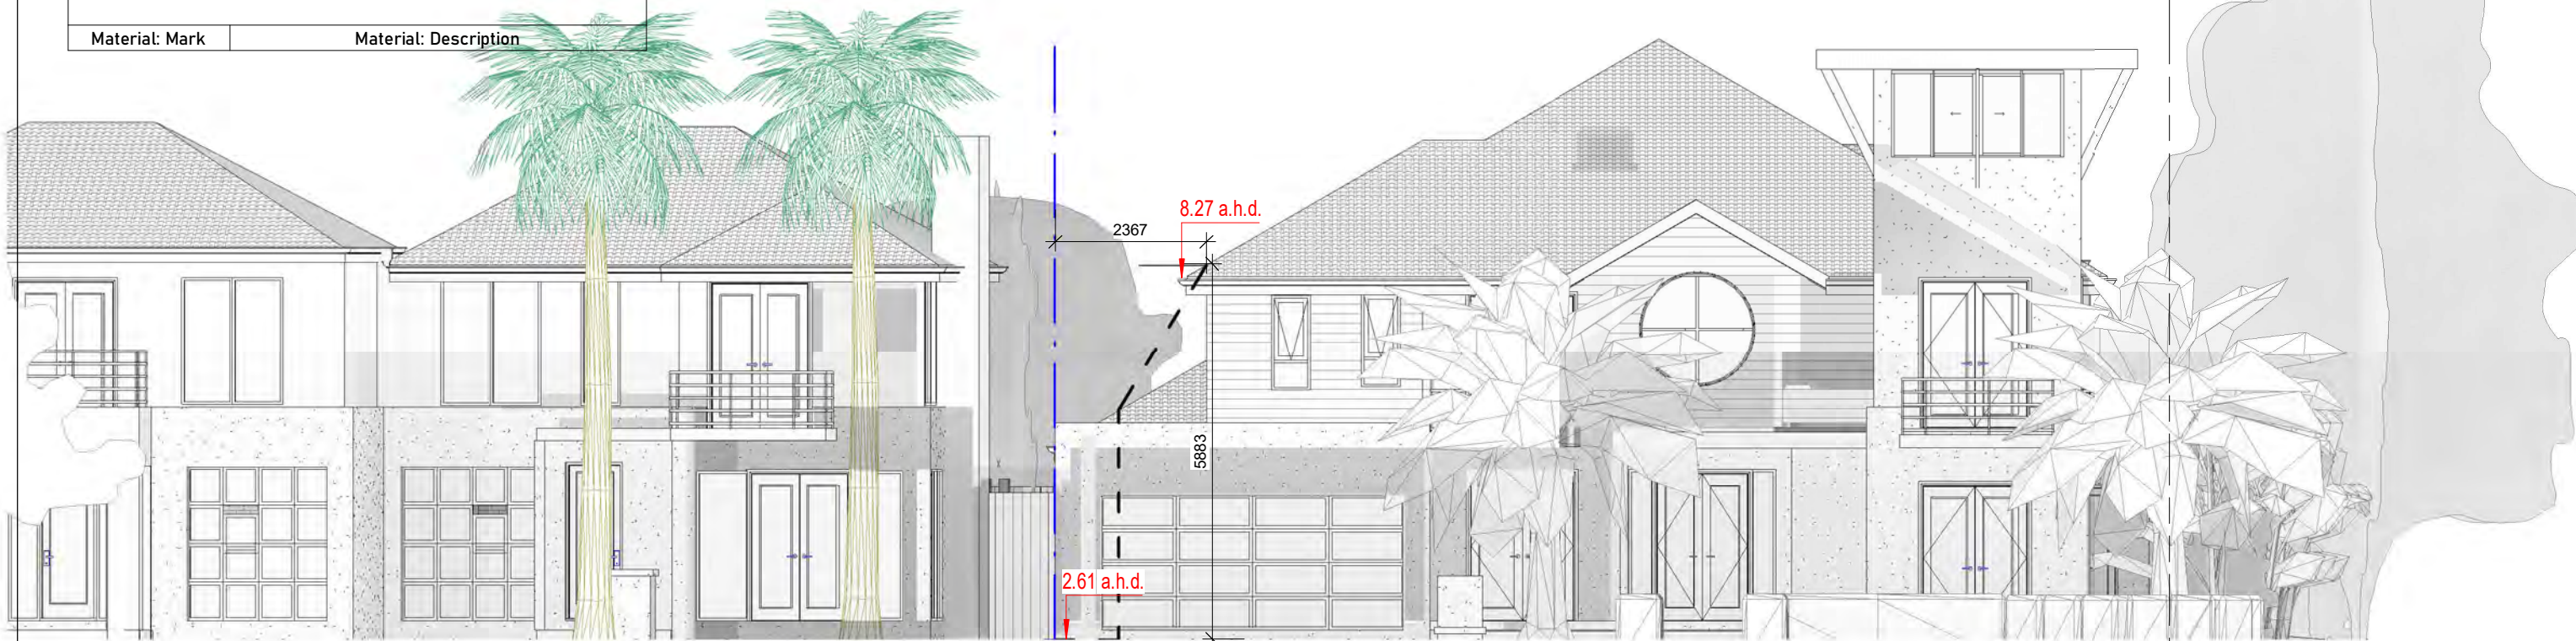 Material: Mark Material: Description
8.27 a.h.d.
2367
5883
2.61 a.h.d.